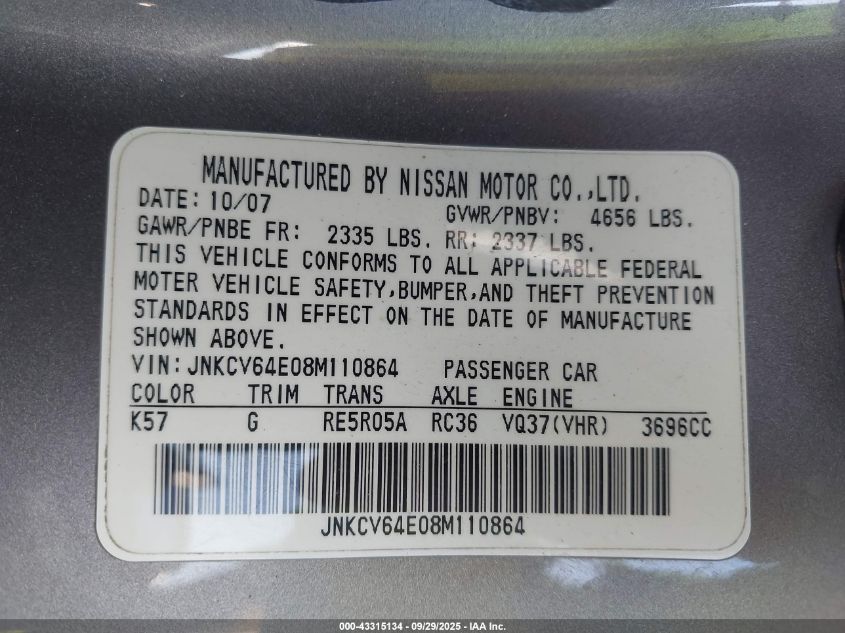 MANUFACTURED BY NISSAN MOTOR CO.,LTD.
DATE: 10/07 GVWR/PNBV: 4656 LBS.
GAWR/PNBE FR: 2335 LBS. RR: 2337 LBS.
THIS VEHICLE CONFORMS TO ALL APPLICABLE FEDERAL
MOTER VEHICLE SAFETY,BUMPER,AND THEFT PREVENTION
STANDARDS IN EFFECT ON THE DATE OF MANUFACTURE
SHOWN ABOVE.
VIN:JNKCV64E08M110864 PASSENGER CAR
COLOR TRIM TRANS AXLE ENGINE
K57 G RE5R05A RC36 VQ37(VHR) 3696CC
JNKCV64E08M110864
000-43315134 - 09/29/2025 - IAA Inc.